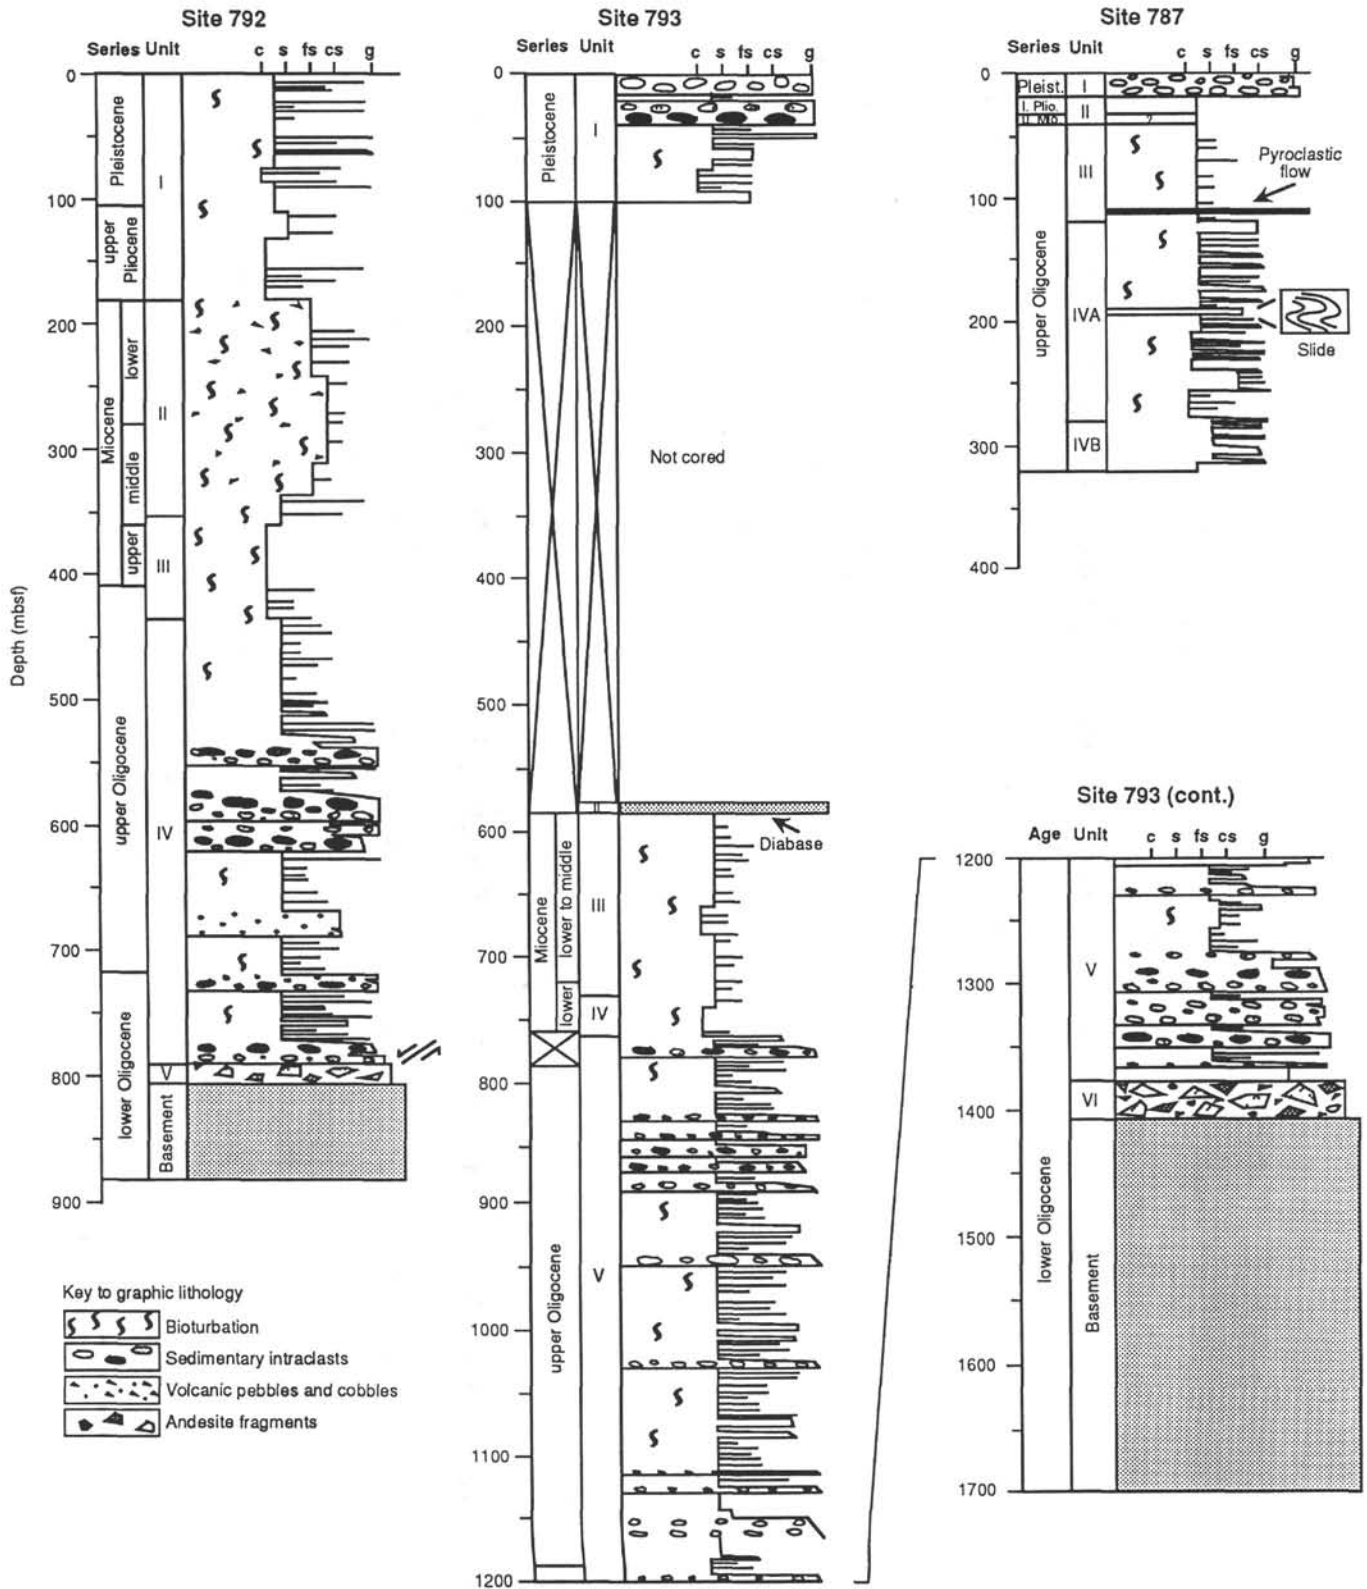 Site 792
Series Unit
c s fs cs g
Depth (mbsf)
0
100
200
300
400
500
600
700
800
900
Pleistocene
upper Pliocene
Miocene
lower
middle
upper
upper Oligocene
lower Oligocene
I
II
III
IV
V
Basement
Key to graphic lithology
Bioturbation
Sedimentary intraclasts
Volcanic pebbles and cobbles
Andesite fragments
Site 793
Series Unit
c s fs cs g
0
100
200
300
400
500
600
700
800
900
1000
1100
1200
Pleistocene
I
Not cored
II
Diabase
Miocene
lower to middle
lower
III
IV
upper Oligocene
V
Site 787
Series Unit
c s fs cs g
0
100
200
300
400
Pleist.
l. Plio.
u. Mio.
upper Oligocene
I
II
?
III
IVA
IVB
Pyroclastic
flow
Slide
Site 793 (cont.)
Age Unit
c s fs cs g
1200
1300
1400
1500
1600
1700
lower Oligocene
V
VI
Basement